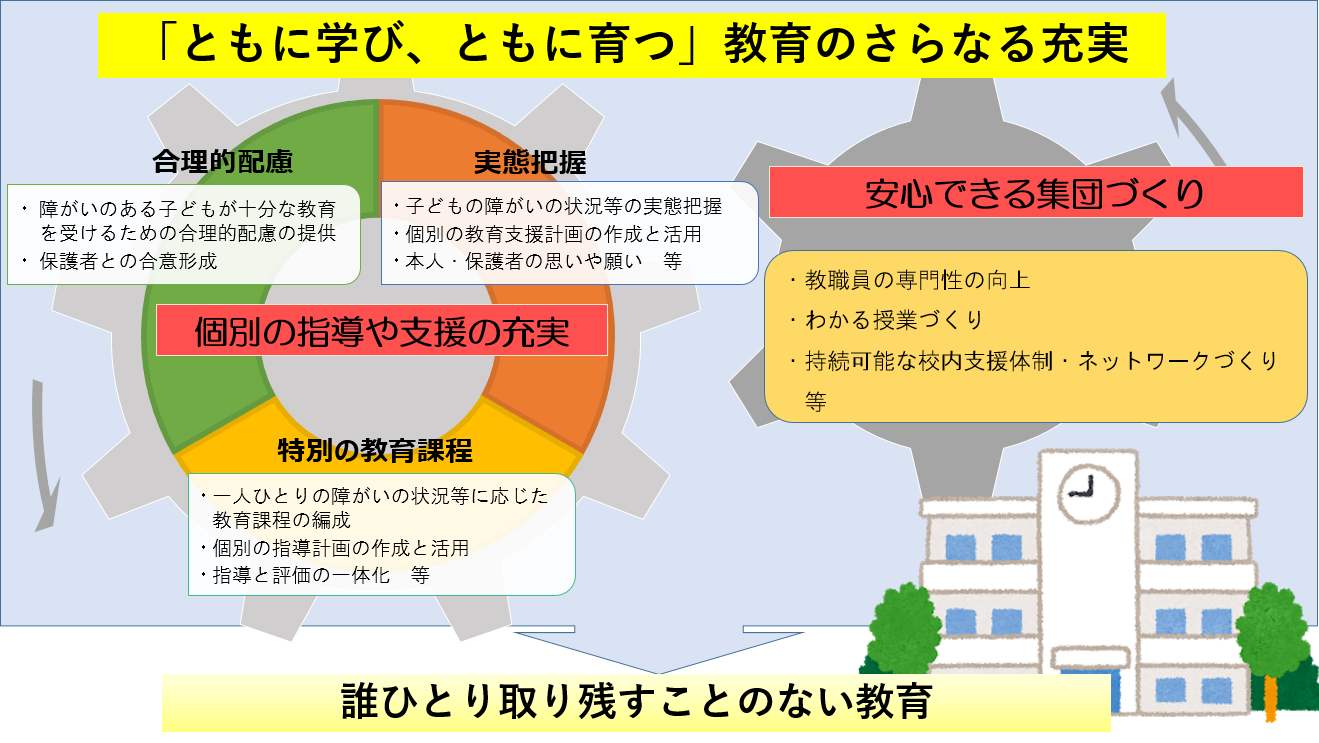 「ともに学び、ともに育つ」教育のさらなる充実
合理的配慮
・ 障がいのある子どもが十分な教育
を受けるための合理的配慮の提供
・ 保護者との合意形成
実態把握
・子どもの障がいの状況等の実態把握
・個別の教育支援計画の作成と活用
・本人・保護者の思いや願い 等
個別の指導や支援の充実
特別の教育課程
・一人ひとりの障がいの状況等に応じた
教育課程の編成
・個別の指導計画の作成と活用
・指導と評価の一体化 等
安心できる集団づくり
・教職員の専門性の向上
・わかる授業づくり
・持続可能な校内支援体制・ネットワークづくり
等
誰ひとり取り残すことのない教育